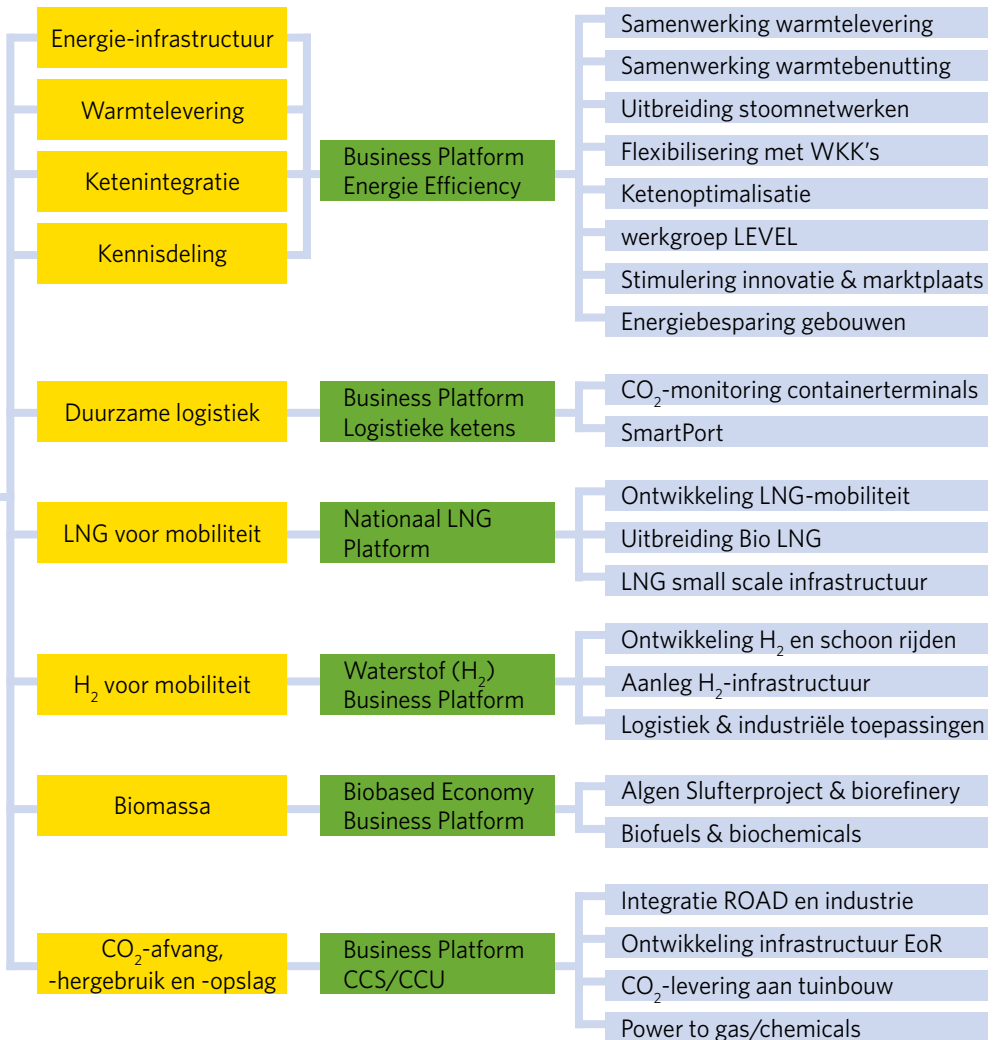 Energie-infrastructuur
Warmtelevering
Ketenintegratie
Kennisdeling
Business Platform
Energie Efficiency
Samenwerking warmtelevering
Samenwerking warmtebenutting
Uitbreiding stoomnetwerken
Flexibilisering met WKK's
Ketenoptimalisatie
werkgroep LEVEL
Stimulering innovatie & marktplaats
Energiebesparing gebouwen
Duurzame logistiek
Business Platform
Logistieke ketens
CO₂-monitoring containerterminals
SmartPort
LNG voor mobiliteit
Nationaal LNG
Platform
Ontwikkeling LNG-mobiliteit
Uitbreiding Bio LNG
LNG small scale infrastructuur
H₂ voor mobiliteit
Waterstof (H₂)
Business Platform
Ontwikkeling H₂ en schoon rijden
Aanleg H₂-infrastructuur
Logistiek & industriële toepassingen
Biomassa
Biobased Economy
Business Platform
Algen Slufterproject & biorefinery
Biofuels & biochemicals
CO₂-afvang,
-hergebruik en -opslag
Business Platform
CCS/CCU
Integratie ROAD en industrie
Ontwikkeling infrastructuur EoR
CO₂-levering aan tuinbouw
Power to gas/chemicals